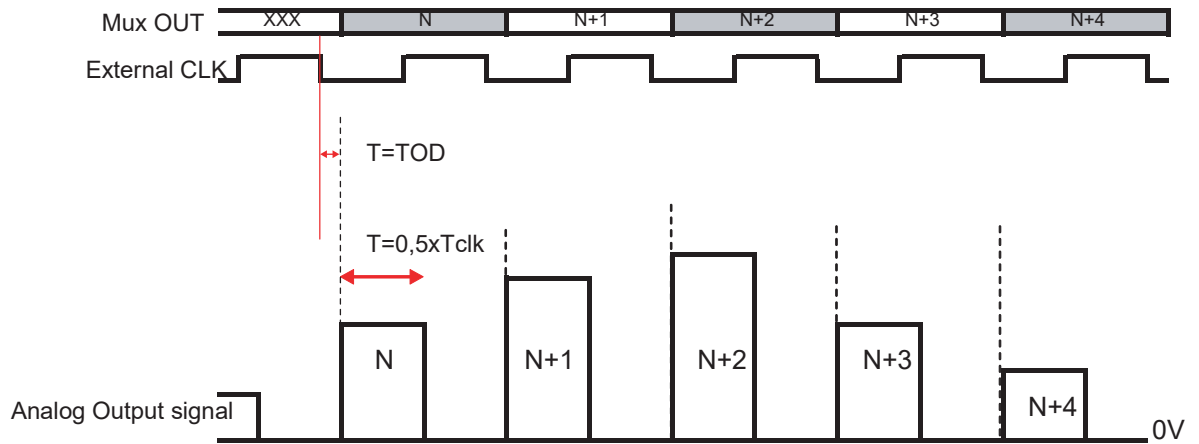 Mux OUT XXX N N+1 N+2 N+3 N+4
External CLK
T=TOD
T=0,5xTclk
N N+1 N+2 N+3 N+4
Analog Output signal
0V